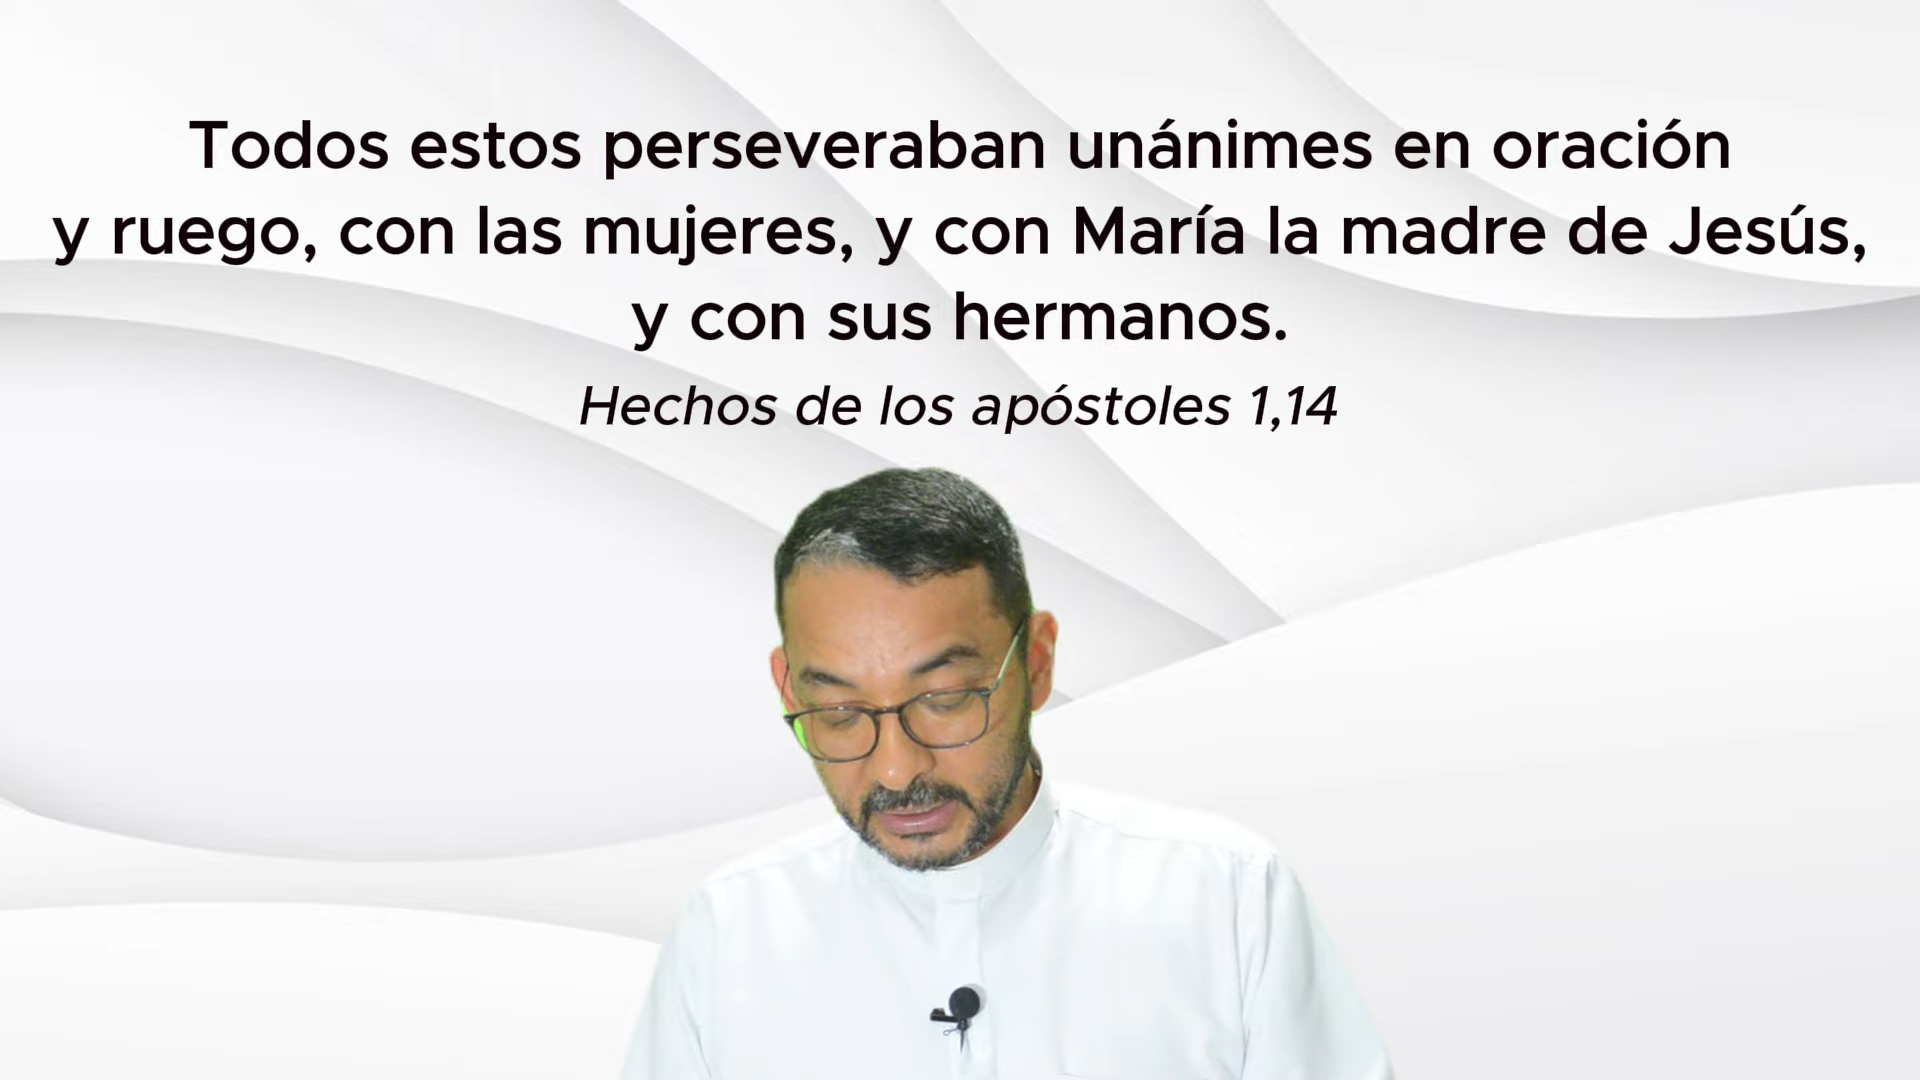 Todos estos perseveraban unánimes en oración
y ruego, con las mujeres, y con María la madre de Jesús,
y con sus hermanos.
Hechos de los apóstoles 1,14